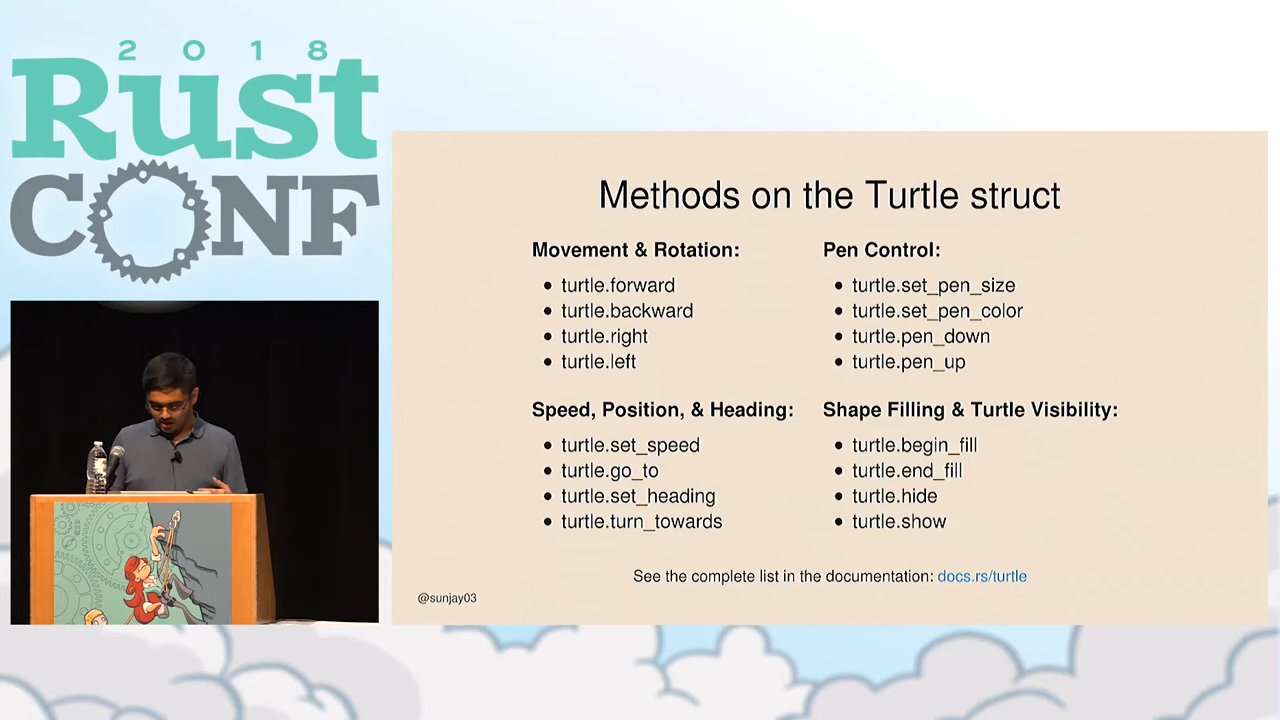 2018
Rust
CONF
Methods on the Turtle struct
Movement & Rotation:
• turtle.forward
• turtle.backward
• turtle.right
• turtle.left
Pen Control:
• turtle.set_pen_size
• turtle.set_pen_color
• turtle.pen_down
• turtle.pen_up
Speed, Position, & Heading:
• turtle.set_speed
• turtle.go_to
• turtle.set_heading
• turtle.turn_towards
Shape Filling & Turtle Visibility:
• turtle.begin_fill
• turtle.end_fill
• turtle.hide
• turtle.show
See the complete list in the documentation: docs.rs/turtle
@sunjay03